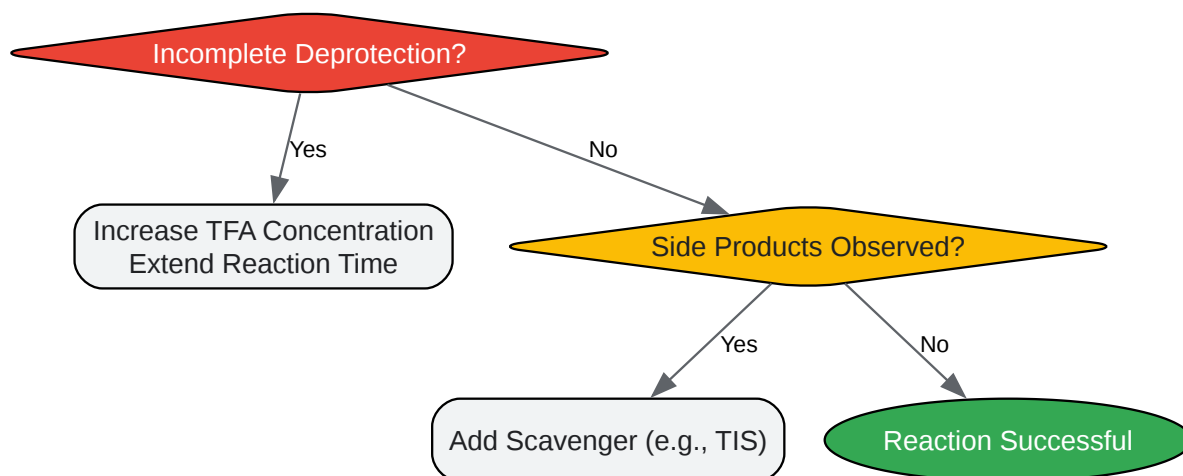 Incomplete Deprotection?
Yes
No
Increase TFA Concentration
Extend Reaction Time
Side Products Observed?
Yes
No
Add Scavenger (e.g., TIS)
Reaction Successful